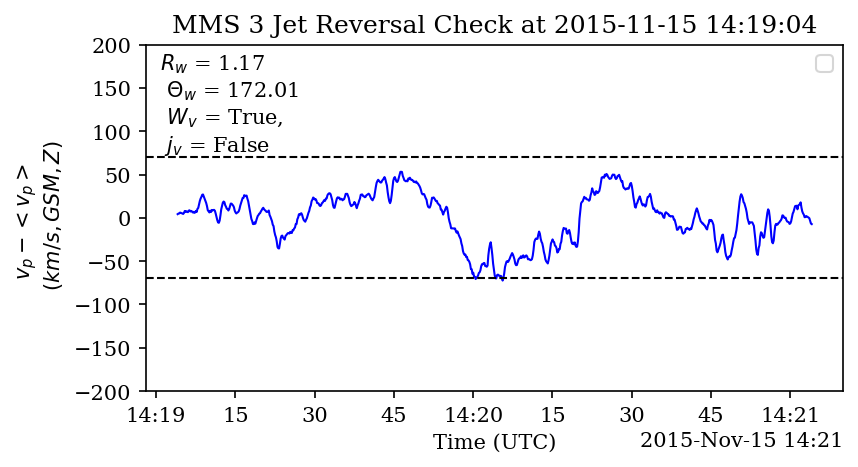 MMS 3 Jet Reversal Check at 2015-11-15 14:19:04
R_w = 1.17
Θ_w = 172.01
W_v = True,
j_v = False
v_p − < v_p >
(km/s, GSM, Z)
200
150
100
50
0
−50
−100
−150
−200
14:19 15 30 45 14:20 15 30 45 14:21
Time (UTC)
2015-Nov-15 14:21